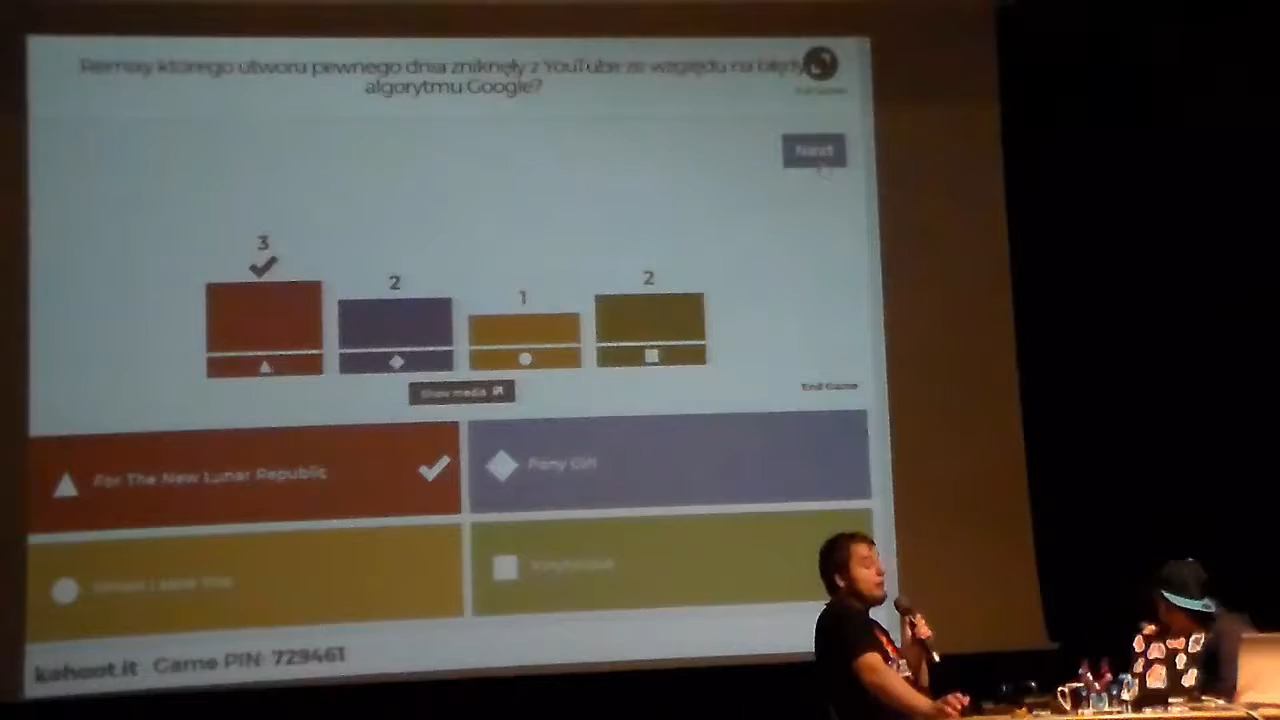 Remixy którego utworu pewnego dnia zniknęły z YouTube ze względu na błędy
algorytmu Google?
Next
3
2
1
2
Show media
End Game
For The New Lunar Republic
Pony Girl
kahoot.it Game PIN: 729461